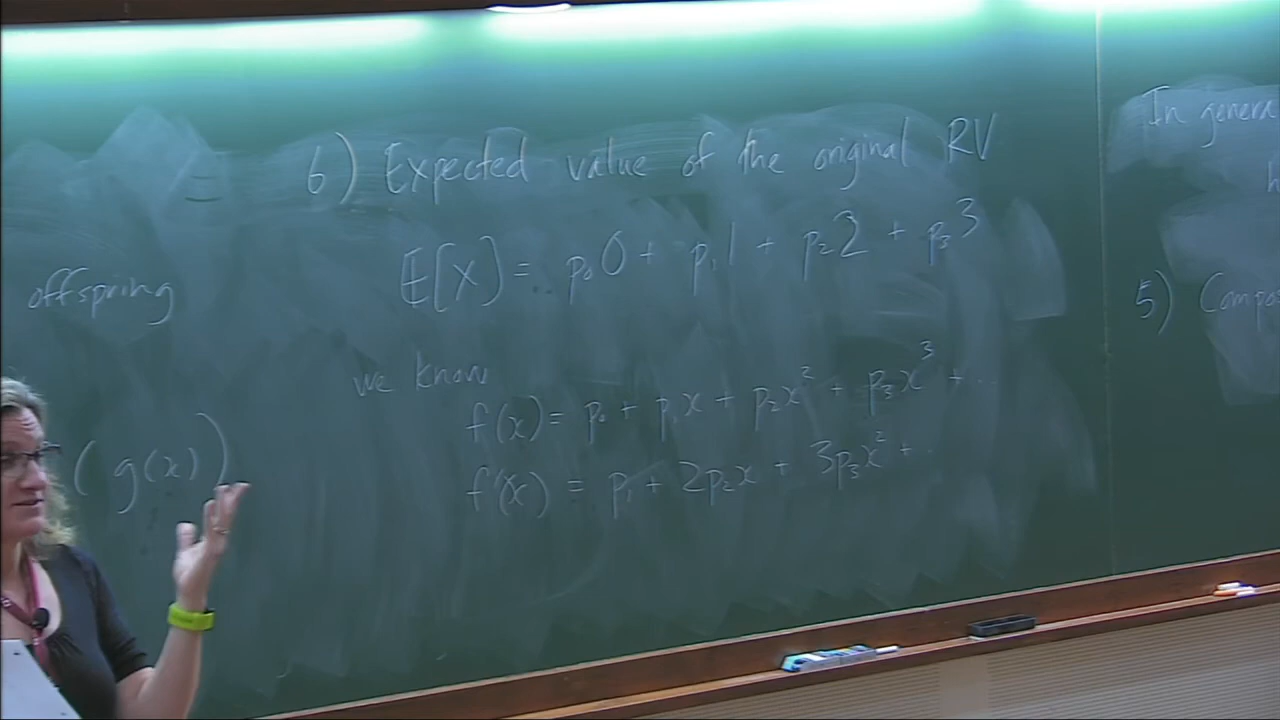 offspring
(g(x))
6) Expected value of the original RV
E[X] = p₀0 + p₁1 + p₂2 + p₃3
we know
f(x) = p₀ + p₁x + p₂x² + p₃x³ + ...
f'(x) = p₁ + 2p₂x + 3p₃x² + ..
In genera
5) Compo